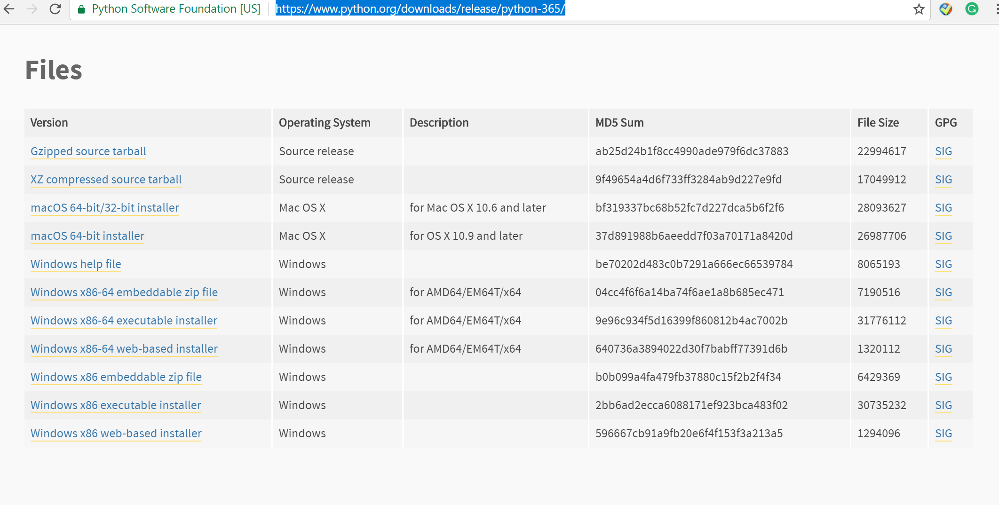 Python Software Foundation [US] https://www.python.org/downloads/release/python-365/
Files
Version Operating System Description MD5 Sum File Size GPG
Gzipped source tarball Source release ab25d24b1f8cc4990ade979f6dc37883 22994617 SIG
XZ compressed source tarball Source release 9f49654a4d6f733ff3284ab9d227e9fd 17049912 SIG
macOS 64-bit/32-bit installer Mac OS X for Mac OS X 10.6 and later bf319337bc68b52fc7d227dca5b6f2f6 28093627 SIG
macOS 64-bit installer Mac OS X for OS X 10.9 and later 37d891988b6aeedd7f03a70171a8420d 26987706 SIG
Windows help file Windows be70202d483c0b7291a666ec66539784 8065193 SIG
Windows x86-64 embeddable zip file Windows for AMD64/EM64T/x64 04cc4f6f6a14ba74f6ae1a8b685ec471 7190516 SIG
Windows x86-64 executable installer Windows for AMD64/EM64T/x64 9e96c934f5d16399f860812b4ac7002b 31776112 SIG
Windows x86-64 web-based installer Windows for AMD64/EM64T/x64 640736a3894022d30f7babff77391d6b 1320112 SIG
Windows x86 embeddable zip file Windows b0b099a4fa479fb37880c15f2b2f4f34 6429369 SIG
Windows x86 executable installer Windows 2bb6ad2ecca6088171ef923bca483f02 30735232 SIG
Windows x86 web-based installer Windows 596667cb91a9fb20e6f4f153f3a213a5 1294096 SIG